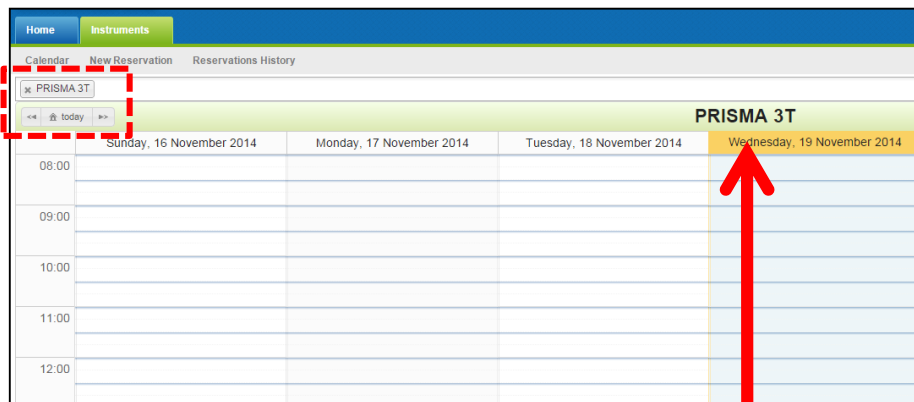 Home Instruments
Calendar New Reservation Reservations History
x PRISMA 3T
<< today >> PRISMA 3T
Sunday, 16 November 2014 Monday, 17 November 2014 Tuesday, 18 November 2014 Wednesday, 19 November 2014
08:00
09:00
10:00
11:00
12:00